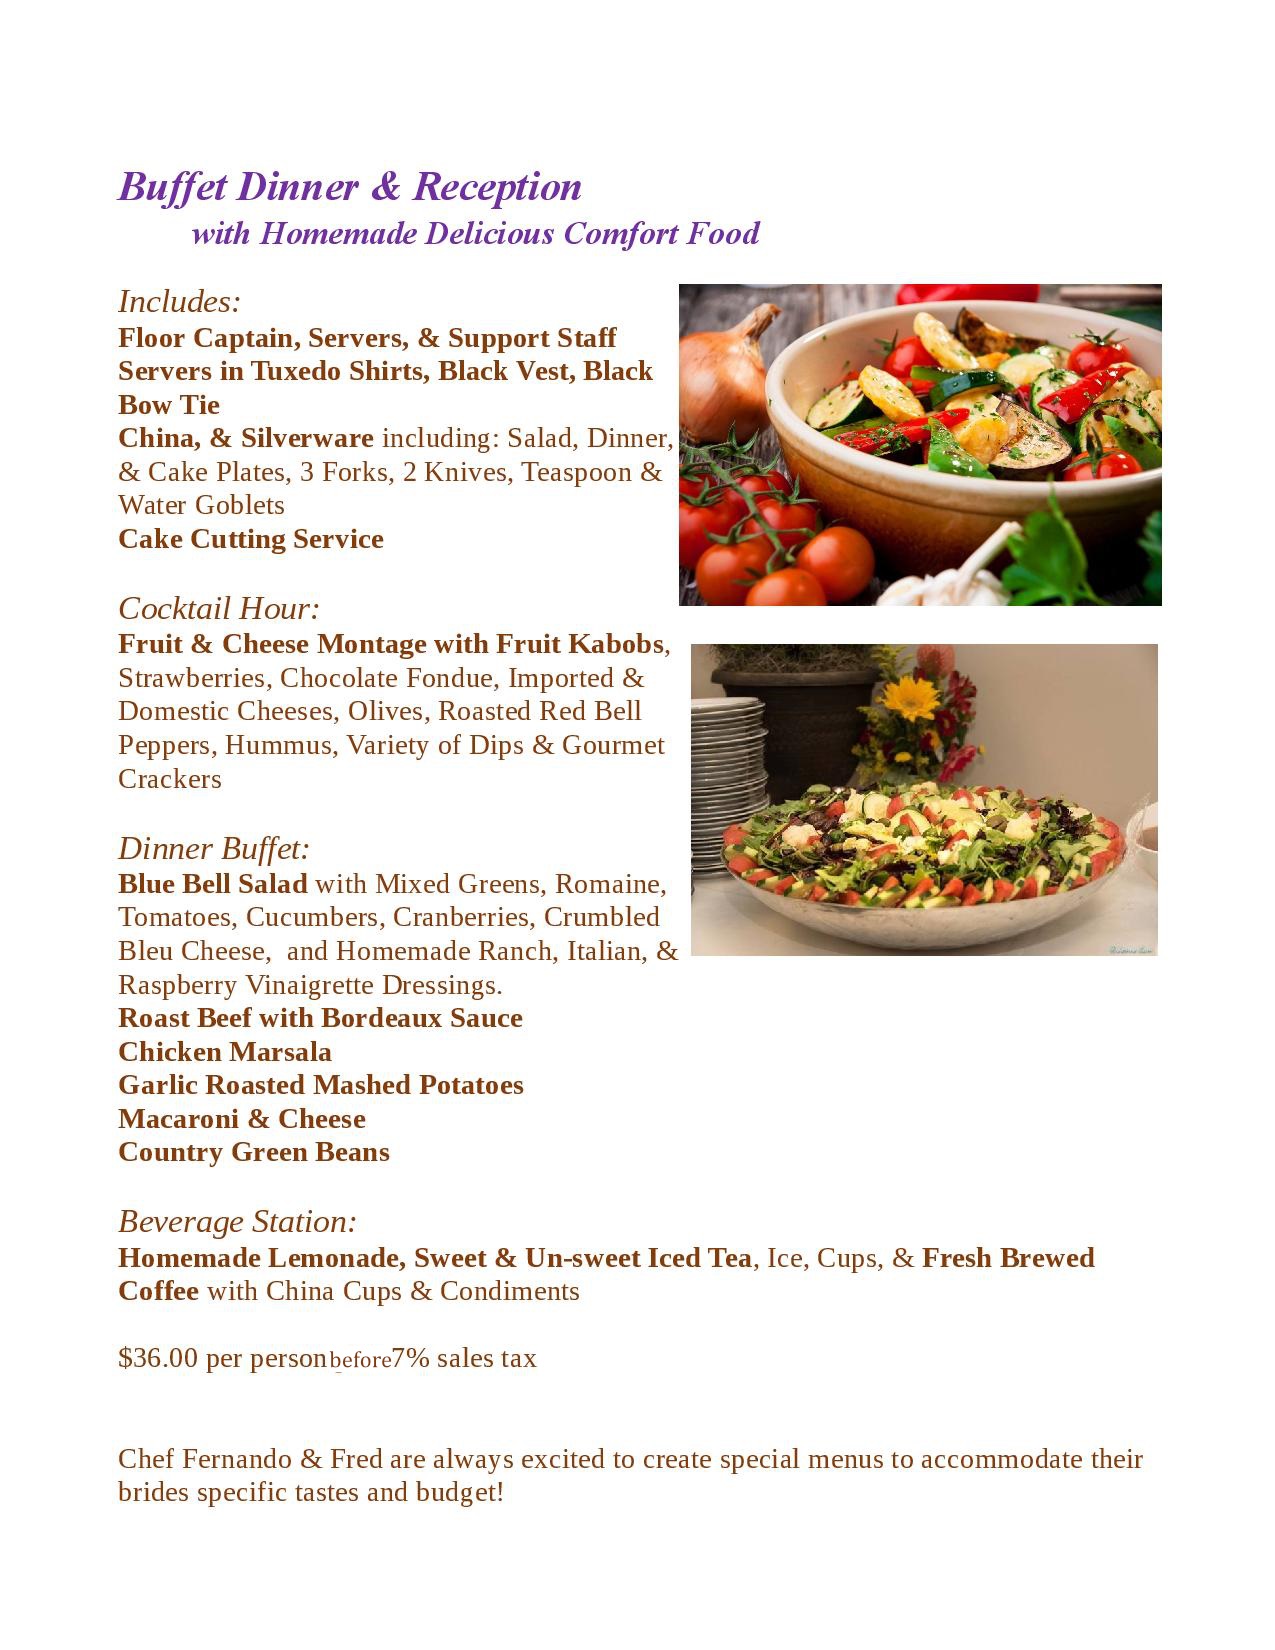 Buffet Dinner & Reception
with Homemade Delicious Comfort Food
Includes:
Floor Captain, Servers, & Support Staff
Servers in Tuxedo Shirts, Black Vest, Black
Bow Tie
China, & Silverware including: Salad, Dinner,
& Cake Plates, 3 Forks, 2 Knives, Teaspoon &
Water Goblets
Cake Cutting Service
Cocktail Hour:
Fruit & Cheese Montage with Fruit Kabobs,
Strawberries, Chocolate Fondue, Imported &
Domestic Cheeses, Olives, Roasted Red Bell
Peppers, Hummus, Variety of Dips & Gourmet
Crackers
Dinner Buffet:
Blue Bell Salad with Mixed Greens, Romaine,
Tomatoes, Cucumbers, Cranberries, Crumbled
Bleu Cheese,  and Homemade Ranch, Italian, &
Raspberry Vinaigrette Dressings.
Roast Beef with Bordeaux Sauce
Chicken Marsala
Garlic Roasted Mashed Potatoes
Macaroni & Cheese
Country Green Beans
Beverage Station:
Homemade Lemonade, Sweet & Un-sweet Iced Tea, Ice, Cups, & Fresh Brewed
Coffee with China Cups & Condiments
$36.00 per person before 7% sales tax
Chef Fernando & Fred are always excited to create special menus to accommodate their
brides specific tastes and budget!